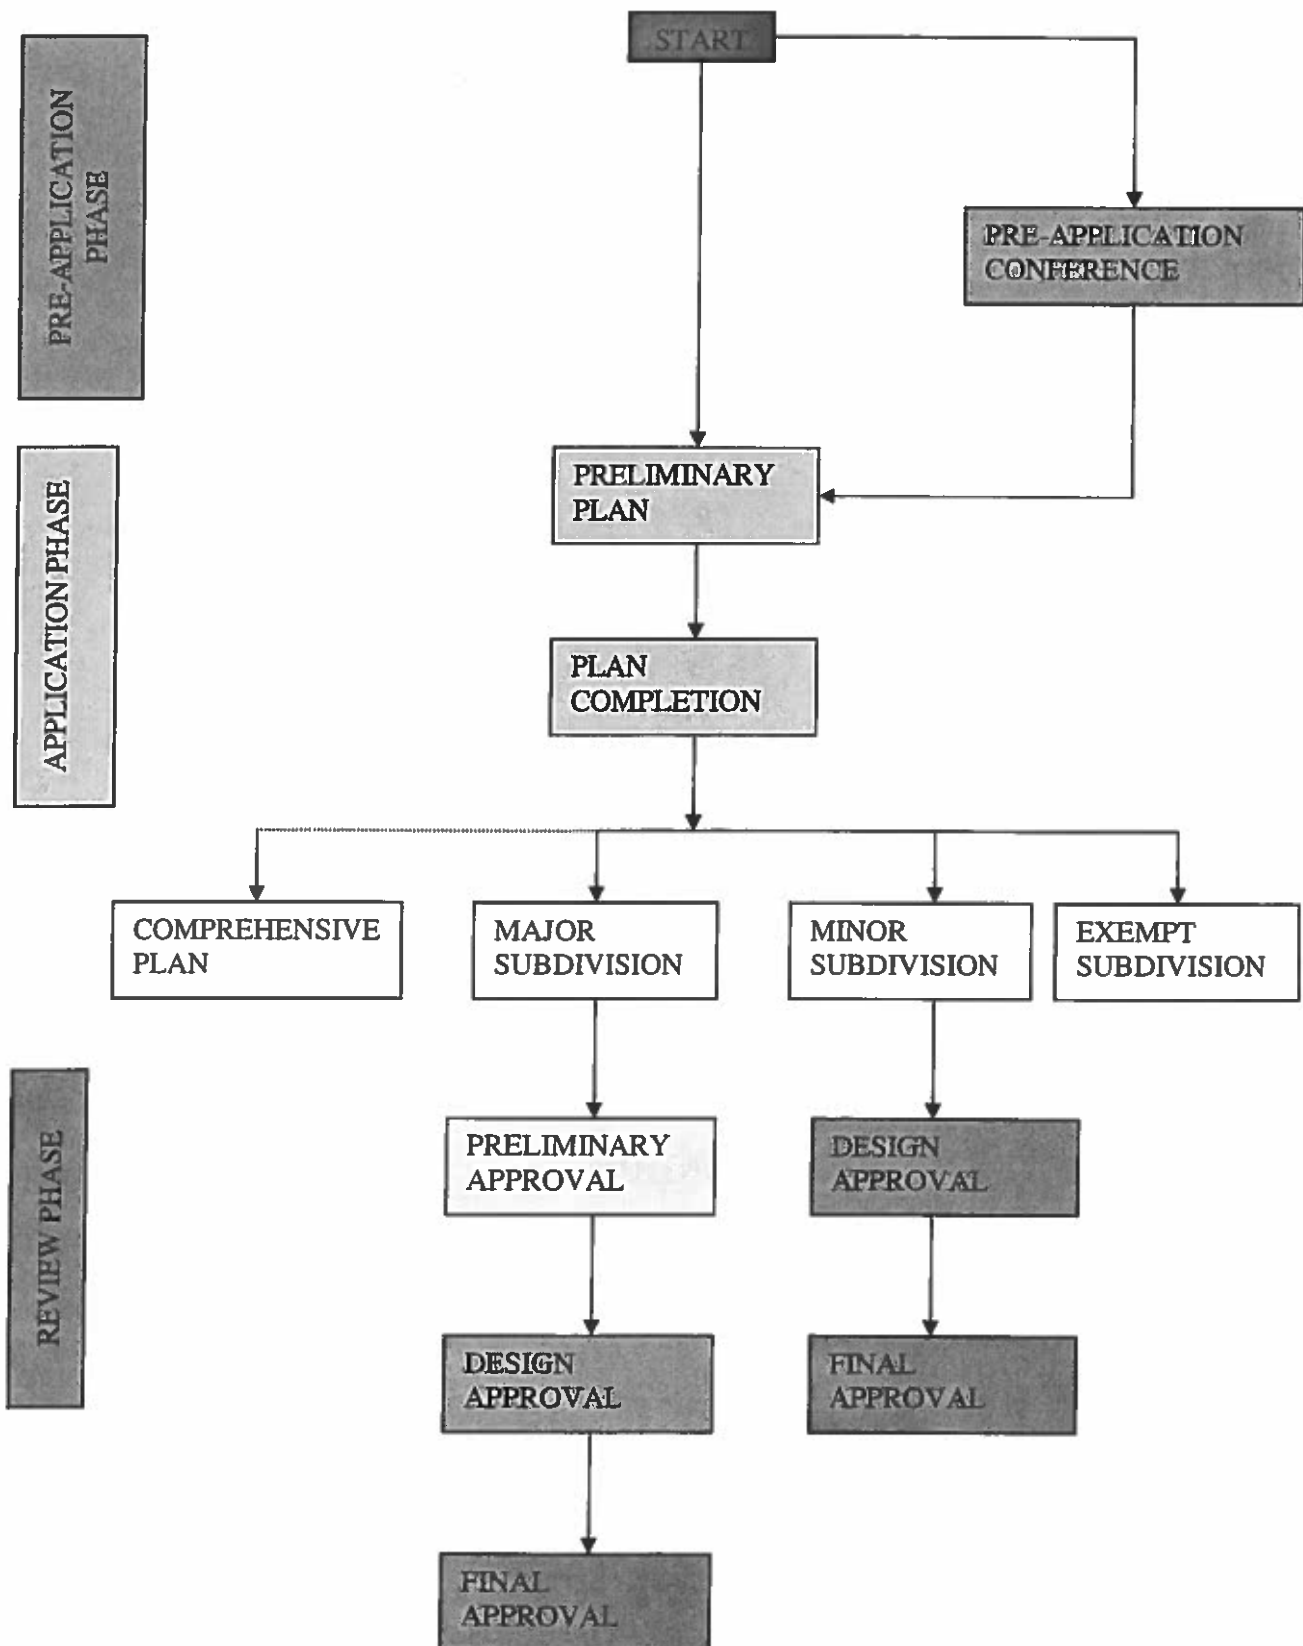 START
PRE-APPLICATION
PHASE
PRE-APPLICATION
CONFERENCE
APPLICATION PHASE
PRELIMINARY
PLAN
PLAN
COMPLETION
COMPREHENSIVE
PLAN
MAJOR
SUBDIVISION
MINOR
SUBDIVISION
EXEMPT
SUBDIVISION
REVIEW PHASE
PRELIMINARY
APPROVAL
DESIGN
APPROVAL
DESIGN
APPROVAL
FINAL
APPROVAL
FINAL
APPROVAL